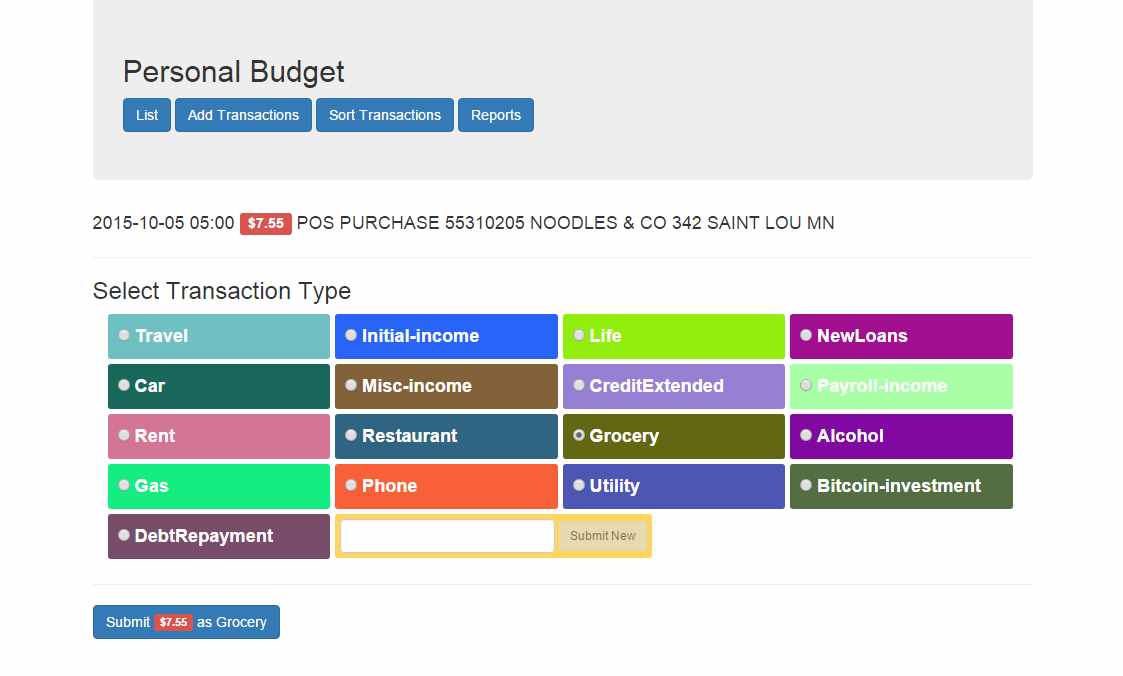 Personal Budget
List Add Transactions Sort Transactions Reports
2015-10-05 05:00 $7.55 POS PURCHASE 55310205 NOODLES & CO 342 SAINT LOU MN
Select Transaction Type
Travel Initial-income Life NewLoans
Car Misc-income CreditExtended Payroll-income
Rent Restaurant Grocery Alcohol
Gas Phone Utility Bitcoin-investment
DebtRepayment Submit New
Submit $7.55 as Grocery